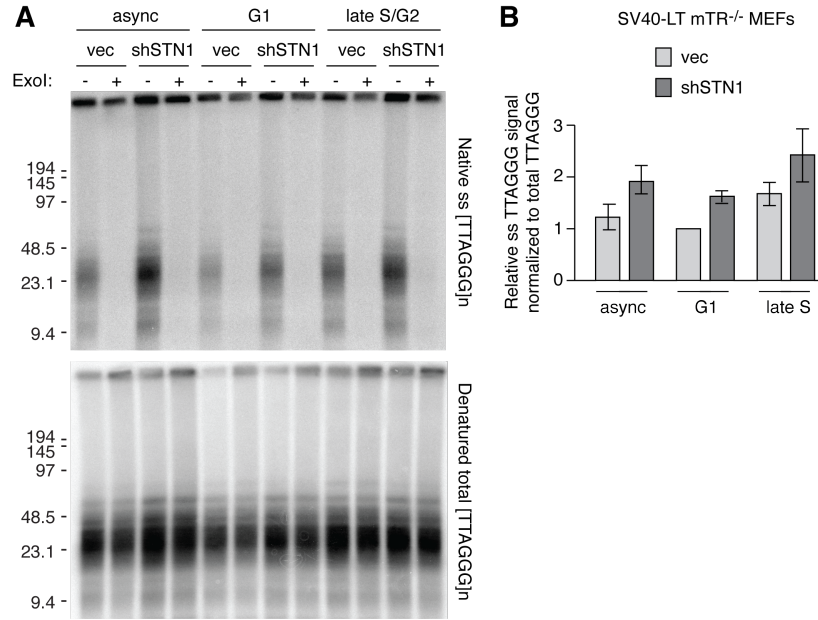 A
async G1 late S/G2
vec shSTN1 vec shSTN1 vec shSTN1
ExoI: - + - + - + - + - + - +
194 -
145 -
97 -
48.5 -
23.1 -
9.4 -
Native ss [TTAGGG]n
194 -
145 -
97 -
48.5 -
23.1 -
9.4 -
Denatured total [TTAGGG]n
B
SV40-LT mTR-/- MEFs
vec
shSTN1
Relative ss TTAGGG signal
normalized to total TTAGGG
3
2
1
0
async G1 late S